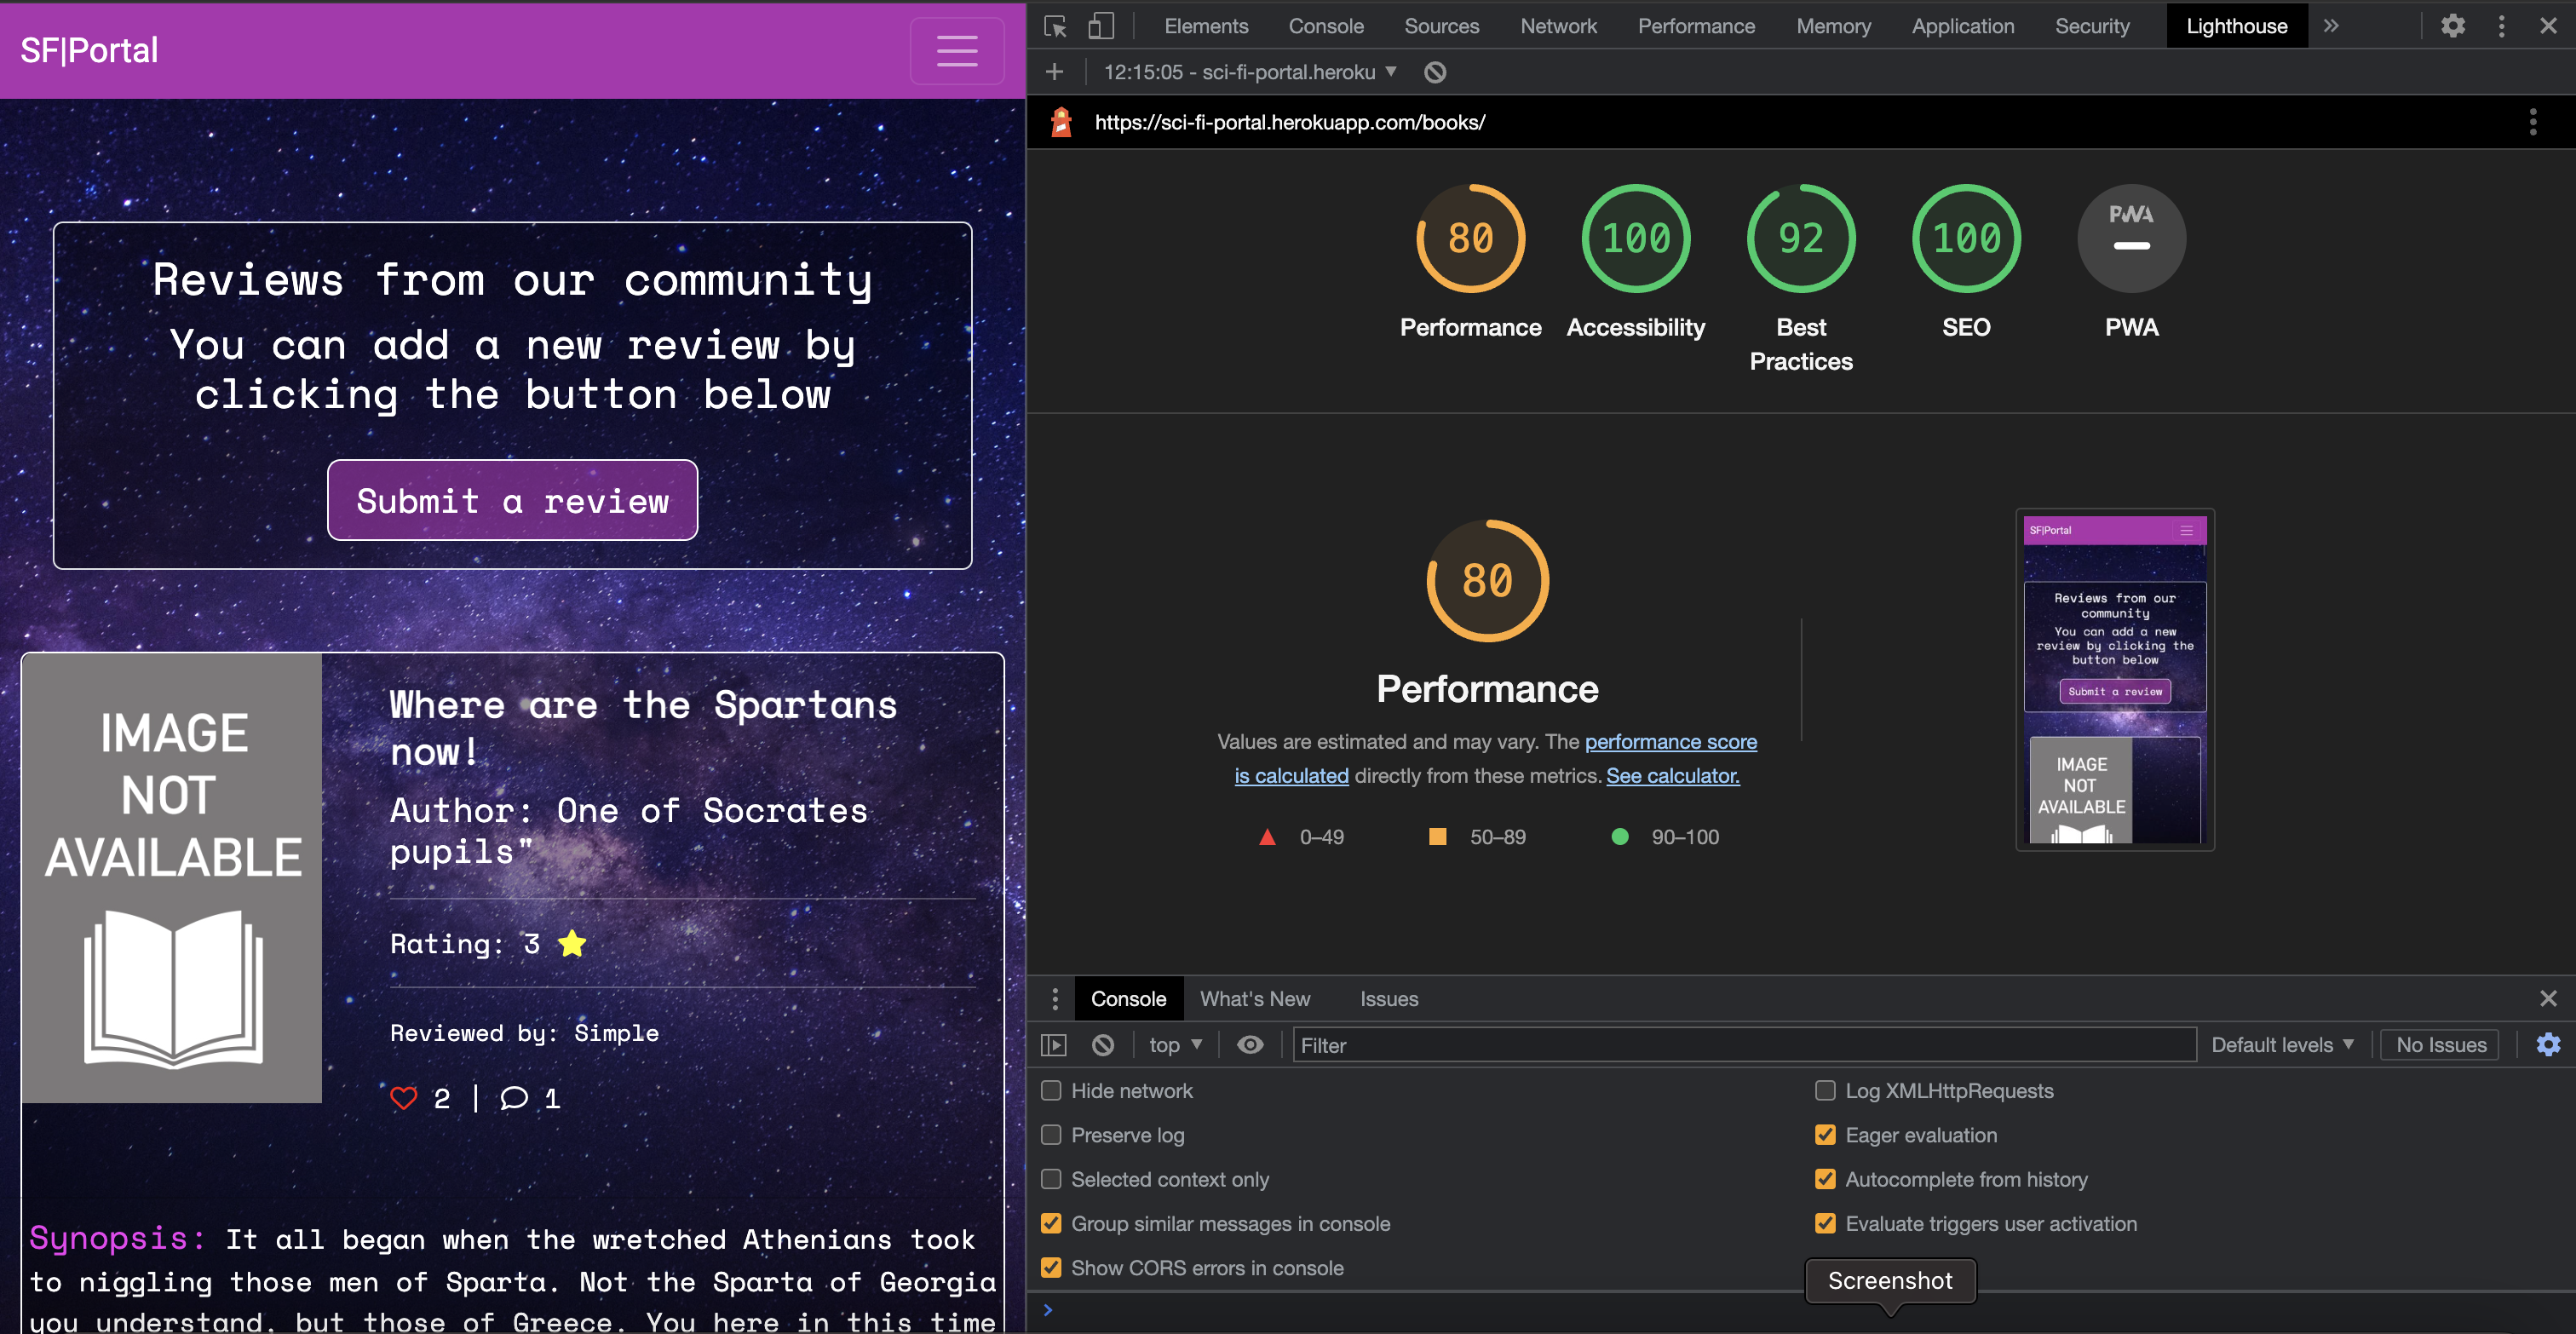 SF|Portal
Reviews from our community
You can add a new review by
clicking the button below
Submit a review
IMAGE
NOT
AVAILABLE
Where are the Spartans
now!
Author: One of Socrates
pupils"
Rating: 3
Reviewed by: Simple
2 | 1
Synopsis: It all began when the wretched Athenians took
to niggling those men of Sparta. Not the Sparta of Georgia
you understand, but those of Greece. You here in this time
Elements Console Sources Network Performance Memory Application Security Lighthouse
12:15:05 - sci-fi-portal.heroku
https://sci-fi-portal.herokuapp.com/books/
80 100 92 100 PWA
Performance Accessibility Best Practices SEO PWA
80
Performance
Values are estimated and may vary. The performance score
is calculated directly from these metrics. See calculator.
0–49 50–89 90–100
SF|Portal
Reviews from our
community
You can add a new
review by clicking the
button below
Submit a review
IMAGE
NOT
AVAILABLE
Console What's New Issues
top Filter Default levels No Issues
Hide network Log XMLHttpRequests
Preserve log Eager evaluation
Selected context only Autocomplete from history
Group similar messages in console Evaluate triggers user activation
Show CORS errors in console
Screenshot